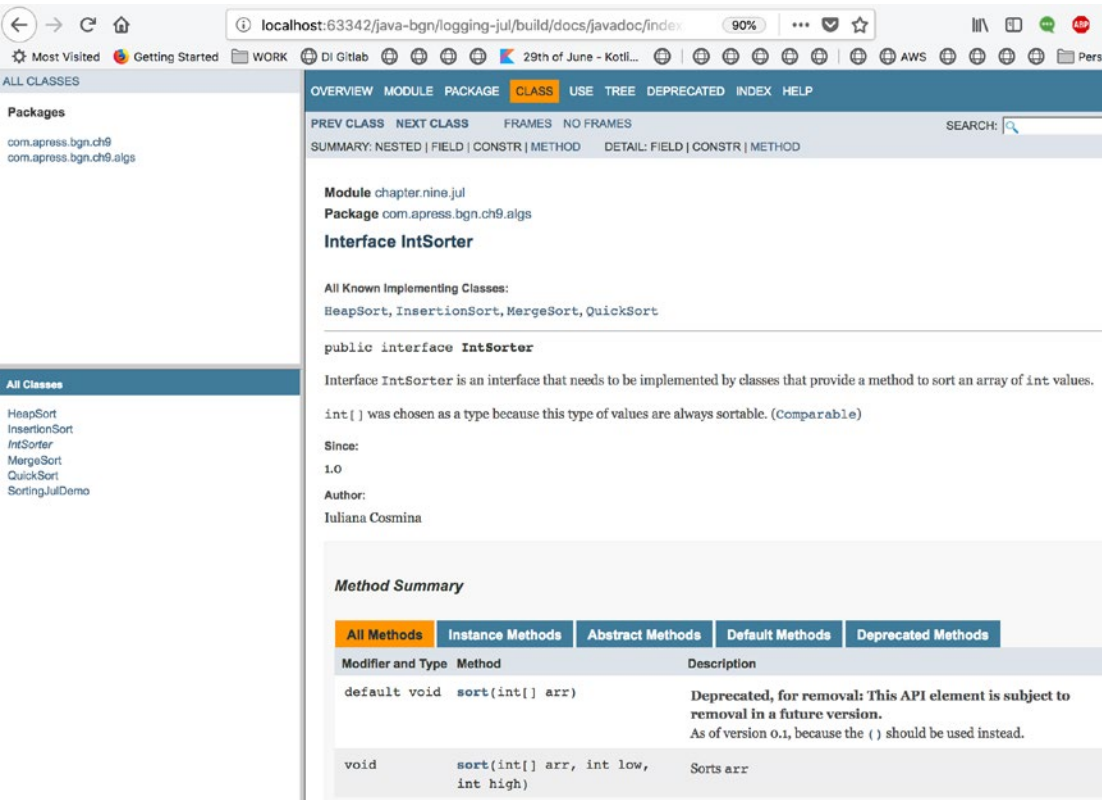 localhost:63342/java-bgn/logging-jul/build/docs/javadoc/index
90%
Most Visited Getting Started WORK DI Gitlab 29th of June - Kotli... AWS Pers
ABP
ALL CLASSES
Packages
com.apress.bgn.ch9
com.apress.bgn.ch9.algs
All Classes
HeapSort
InsertionSort
IntSorter
MergeSort
QuickSort
SortingJulDemo
OVERVIEW MODULE PACKAGE CLASS USE TREE DEPRECATED INDEX HELP
PREV CLASS NEXT CLASS FRAMES NO FRAMES
SEARCH:
SUMMARY: NESTED | FIELD | CONSTR | METHOD DETAIL: FIELD | CONSTR | METHOD
Module chapter.nine.jul
Package com.apress.bgn.ch9.algs
Interface IntSorter
All Known Implementing Classes:
HeapSort, InsertionSort, MergeSort, QuickSort
public interface IntSorter
Interface IntSorter is an interface that needs to be implemented by classes that provide a method to sort an array of int values.
int[] was chosen as a type because this type of values are always sortable. (Comparable)
Since:
1.0
Author:
Iuliana Cosmina
Method Summary
All Methods Instance Methods Abstract Methods Default Methods Deprecated Methods
Modifier and Type Method Description
default void sort(int[] arr) Deprecated, for removal: This API element is subject to
removal in a future version.
As of version 0.1, because the () should be used instead.
void sort(int[] arr, int low, Sorts arr
int high)